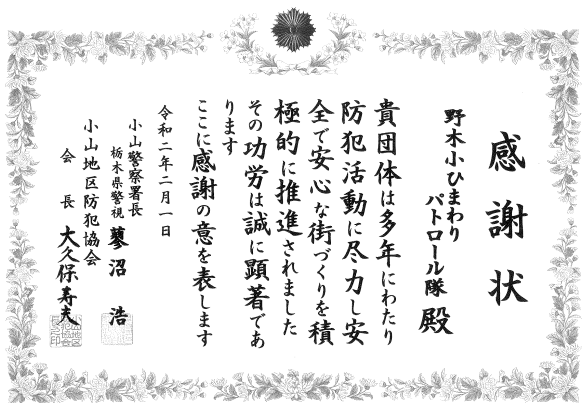 感謝状
野木小ひまわり
パトロール隊 殿
貴団体は多年にわたり
防犯活動に尽力し安
全で安心な街づくりを積
極的に推進されました
その功労は誠に顕著であ
ります
ここに感謝の意を表します
令和二年二月一日
小山警察署長
栃木県警視 蓼沼 浩
小山地区防犯協会
会長 大久保寿夫